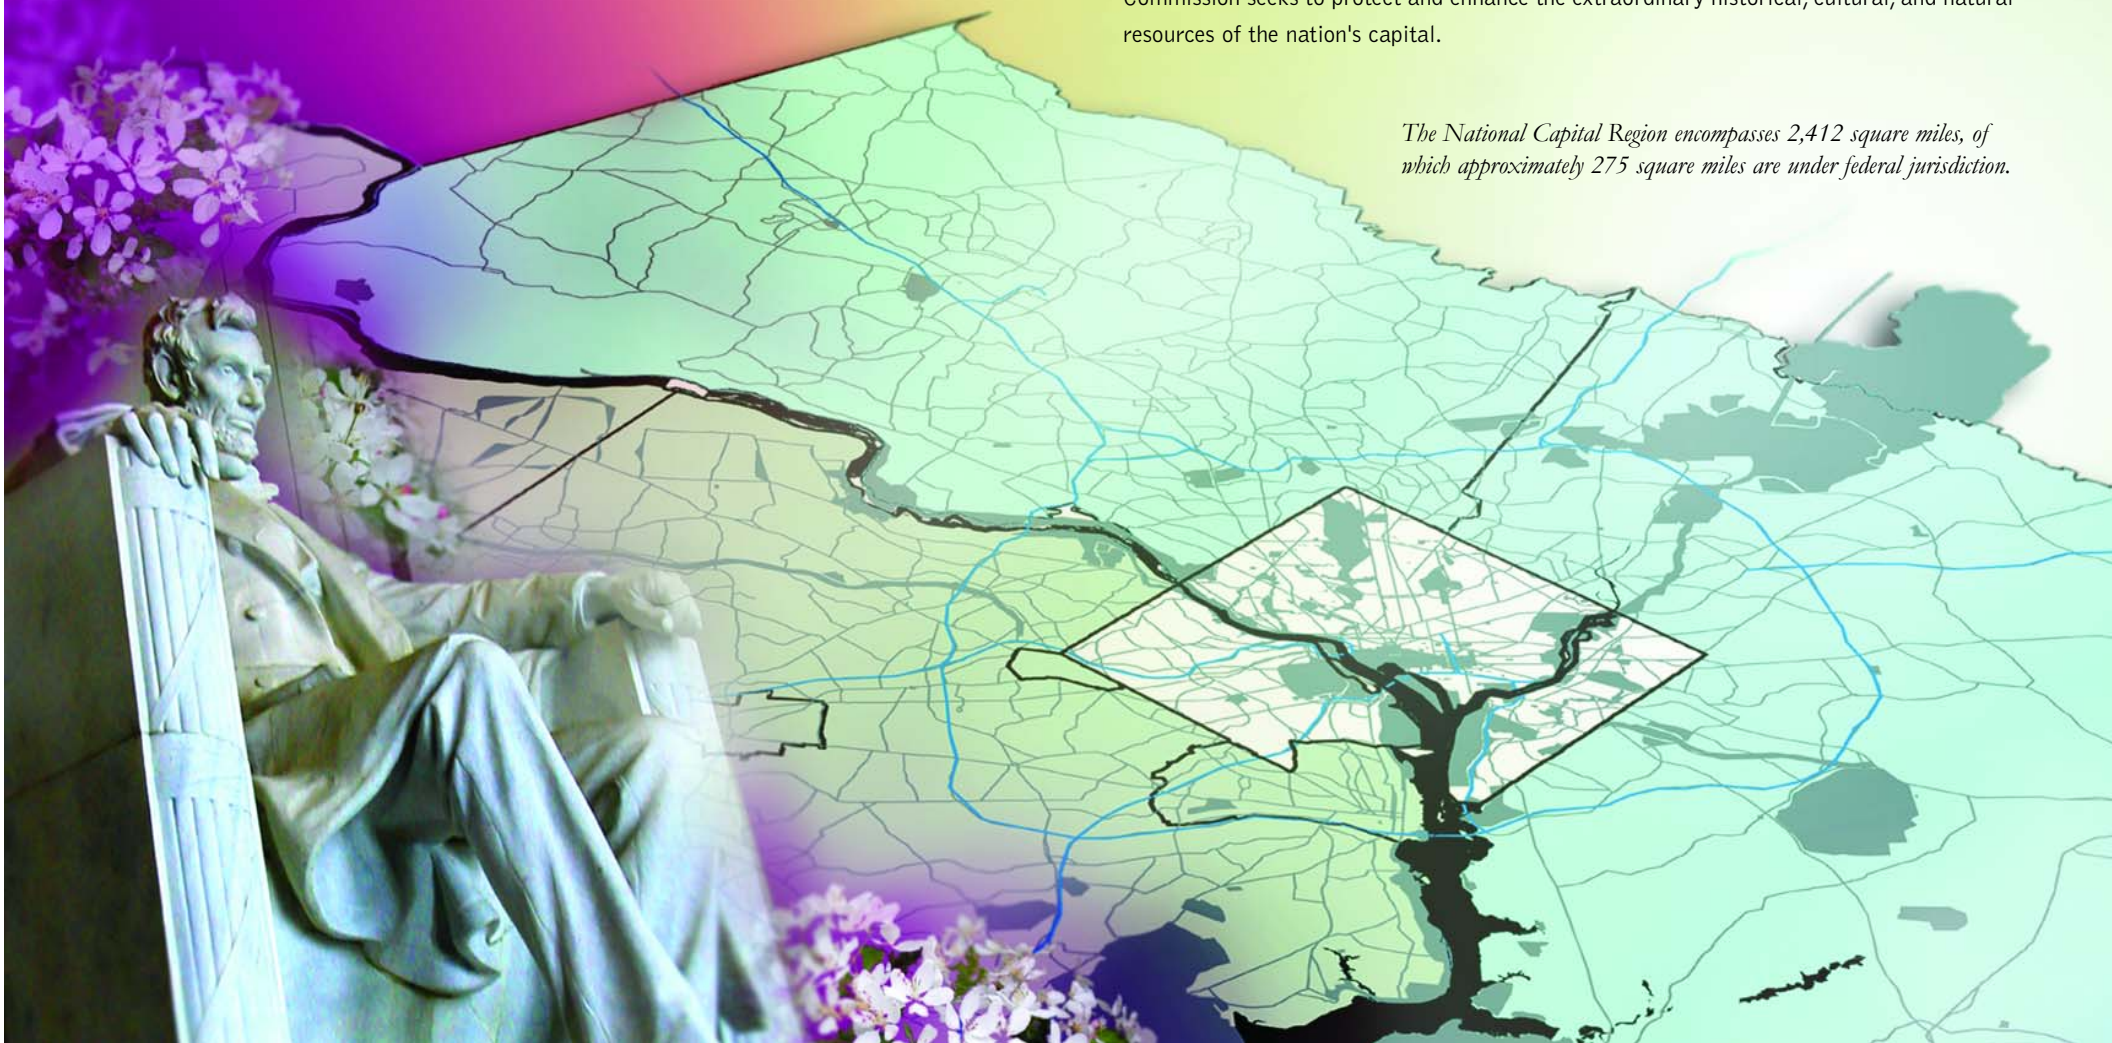 Commission seeks to protect and enhance the extraordinary historical, cultural, and natural
resources of the nation's capital.
The National Capital Region encompasses 2,412 square miles, of
which approximately 275 square miles are under federal jurisdiction.